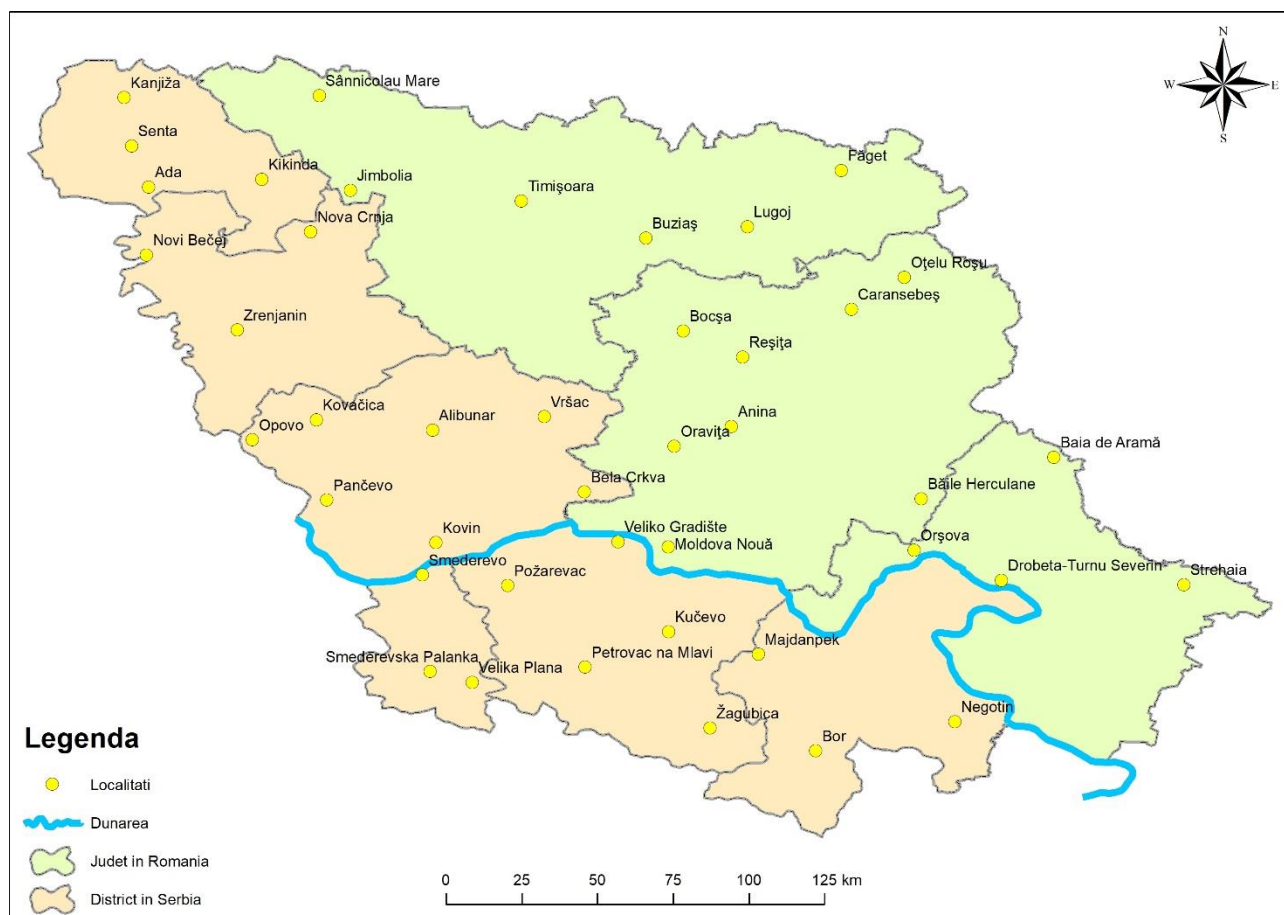 N
W
E
S
Kanjiža
Sânnicolau Mare
Senta
Kikinda
Făget
Ada
Jimbolia
Timişoara
Nova Crnja
Buziaş
Lugoj
Novi Bečej
Oţelu Roşu
Caransebeş
Zrenjanin
Bocşa
Reşiţa
Vršac
Kovačica
Alibunar
Anina
Opovo
Oraviţa
Baia de Aramă
Bela Crkva
Pančevo
Băile Herculane
Veliko Gradište
Kovin
Moldova Nouă
Orşova
Smederevo
Drobeta-Turnu Severin
Strehaia
Požarevac
Kučevo
Majdanpek
Smederevska Palanka
Petrovac na Mlavi
Velika Plana
Negotin
Žagubica
Bor
Legenda
Localitati
Dunarea
Judet in Romania
District in Serbia
0 25 50 75 100 125 km